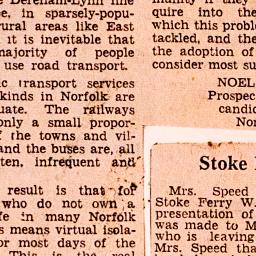 Dereham-Lynn line
e, in sparsely-popu-
ural areas like East
it is inevitable that
majority of people
use road transport.
ic transport services
kinds in Norfolk are
uate. The railways
only a small propor-
f the towns and vil-
and the buses are, all
ten, infrequent and
result is that for
who do not own a
fe in many Norfolk
s means virtual isola-
or most days of the
This is the real
quire into the
which this proble
tackled, and the
the adoption of
consider most su
NOEL
Prospec
candid
Nor
Stoke
Mrs. Speed
Stoke Ferry W.
presentation of
was made to M
who is leaving
Mrs. Speed tha